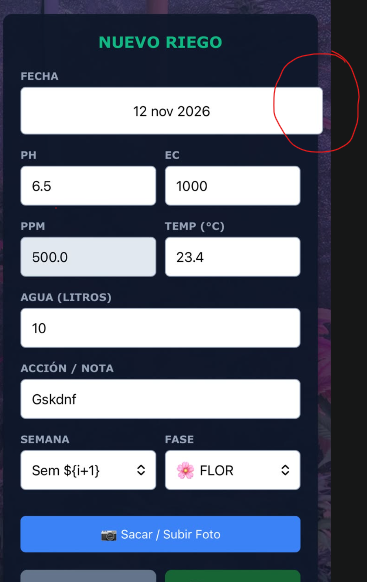 NUEVO RIEGO
FECHA
12 nov 2026
PH EC
6.5 1000
PPM TEMP (°C)
500.0 23.4
AGUA (LITROS)
10
ACCIÓN / NOTA
Gskdnf
SEMANA FASE
Sem ${i+1} 🌸 FLOR
📷 Sacar / Subir Foto